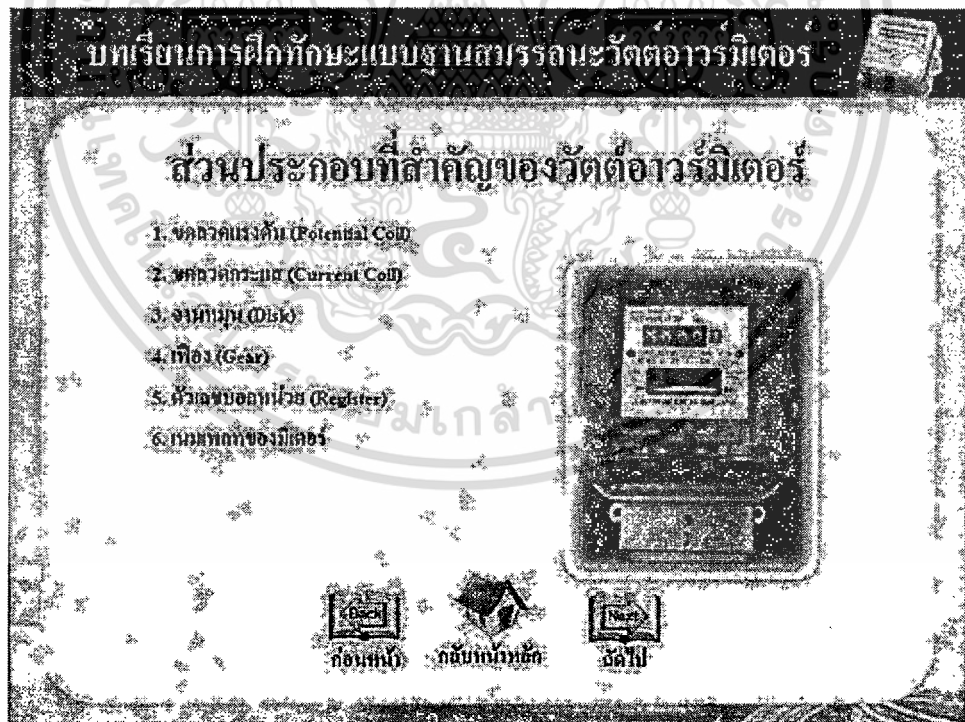 บทเรียนการฝึกทักษะแบบฐานสมรรถนะวัตต์อาวร์มิเตอร์
ส่วนประกอบที่สำคัญของวัตต์อาวร์มิเตอร์
1. ขดลวดแรงดัน (Potential Coil)
2. ขดลวดกระแส (Current Coil)
3. จานหมุน (Disk)
4. เฟือง (Gear)
5. ตัวเลขบอกหน่วย (Register)
6. เนมเพลทของมิเตอร์
Back
Next
ก่อนหน้า
กลับหน้าหลัก
ถัดไป